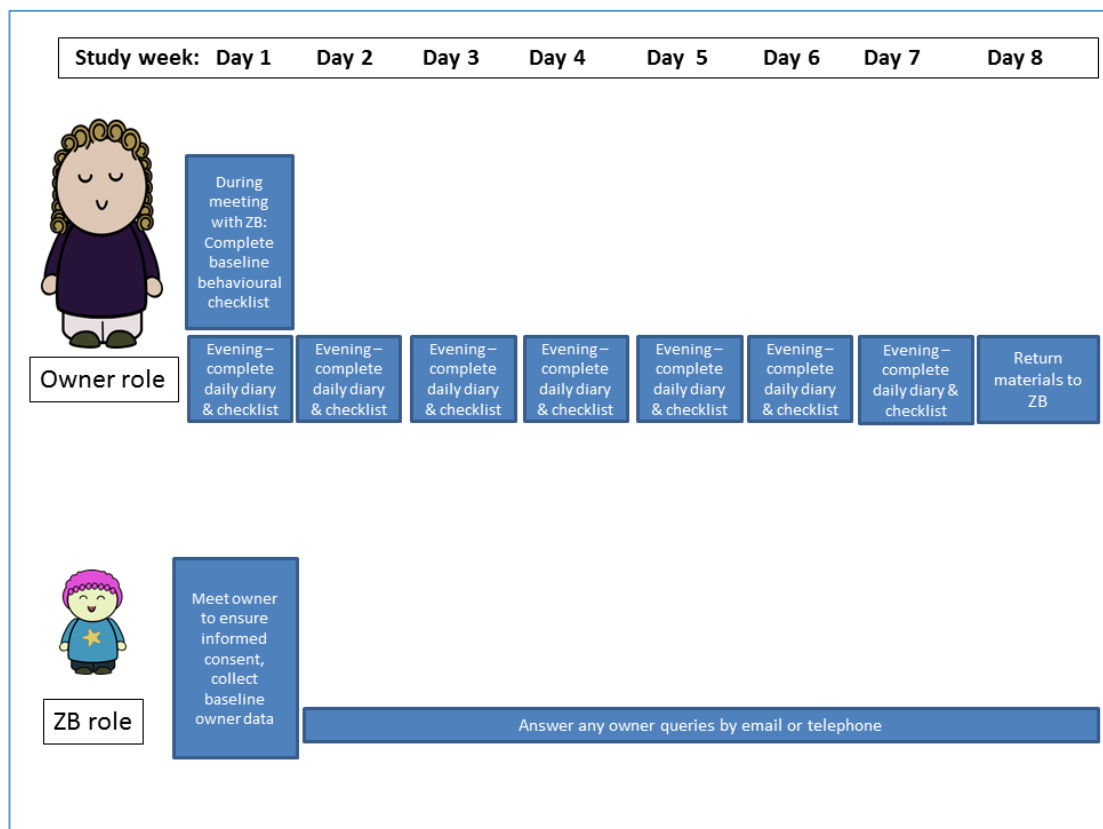 Study week: Day 1 Day 2 Day 3 Day 4 Day 5 Day 6 Day 7 Day 8
During
meeting
with ZB:
Complete
baseline
behavioural
checklist
Owner role
Evening –
complete
daily diary
& checklist
Evening –
complete
daily diary
& checklist
Evening –
complete
daily diary
& checklist
Evening –
complete
daily diary
& checklist
Evening –
complete
daily diary
& checklist
Evening –
complete
daily diary
& checklist
Evening –
complete
daily diary &
checklist
Return
materials to
ZB
Meet owner
to ensure
informed
consent,
collect
baseline
owner data
ZB role
Answer any owner queries by email or telephone